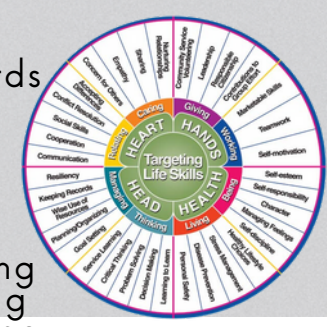 rds
ng
ng
Targeting
Life Skills
HEART
HANDS
HEALTH
HEAD
Relating
Caring
Giving
Working
Being
Living
Thinking
Managing
Communication
Cooperation
Social Skills
Conflict Resolution
Accepting
Differences
Concern for Others
Empathy
Sharing
Nurturing
Relationships
Community Service
Volunteering
Leadership
Responsible
Citizenship
Contributions to
Group Effort
Marketable Skills
Teamwork
Self-motivation
Self-esteem
Self-responsibility
Character
Managing Feelings
Self-discipline
Healthy Lifestyle
Choices
Stress Management
Disease Prevention
Personal Safety
Learning to Learn
Decision Making
Problem Solving
Critical Thinking
Service Learning
Goal Setting
Planning/Organizing
Wise Use of
Resources
Keeping Records
Resiliency